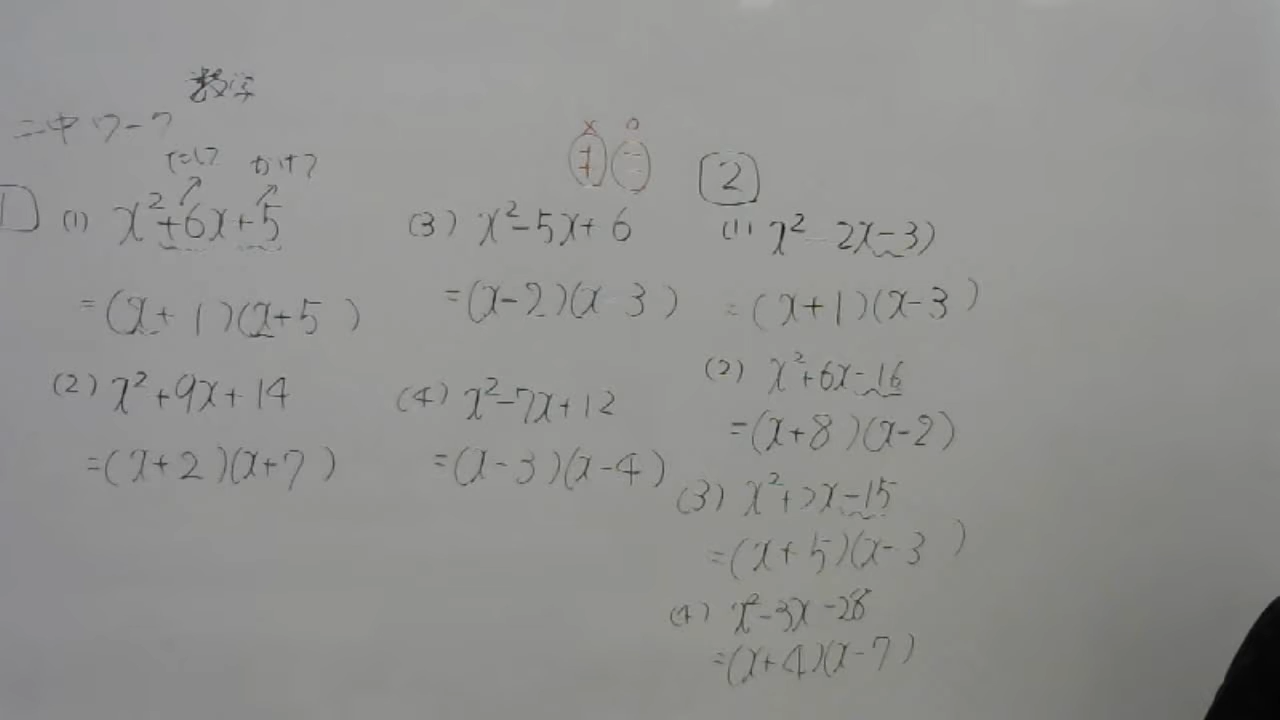 数学
二中ワーク
たして かけて
1
(1) x²+6x+5
=(x+1)(x+5)
(2) x²+9x+14
=(x+2)(x+7)
(3) x²-5x+6
=(x-2)(x-3)
(4) x²-7x+12
=(x-3)(x-4)
× ○
+ -
2
(1) x²-2x-3)
=(x+1)(x-3)
(2) x²+6x-16
=(x+8)(x-2)
(3) x²+2x-15
=(x+5)(x-3)
(4) x²-3x-28
=(x+4)(x-7)